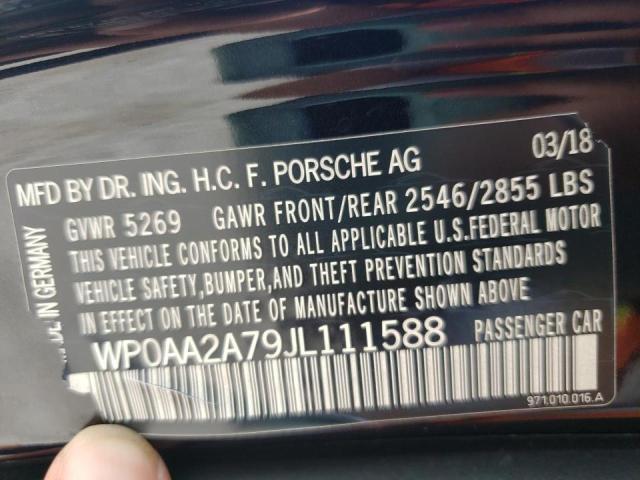 MFD BY DR. ING. H.C. F. PORSCHE AG 03/18
GVWR 5269 GAWR FRONT/REAR 2546/2855 LBS
THIS VEHICLE CONFORMS TO ALL APPLICABLE U.S.FEDERAL MOTOR
VEHICLE SAFETY,BUMPER,AND THEFT PREVENTION STANDARDS
IN EFFECT ON THE DATE OF MANUFACTURE SHOWN ABOVE
WP0AA2A79JL111588 PASSENGER CAR
971.010.016.A
IN GERMANY